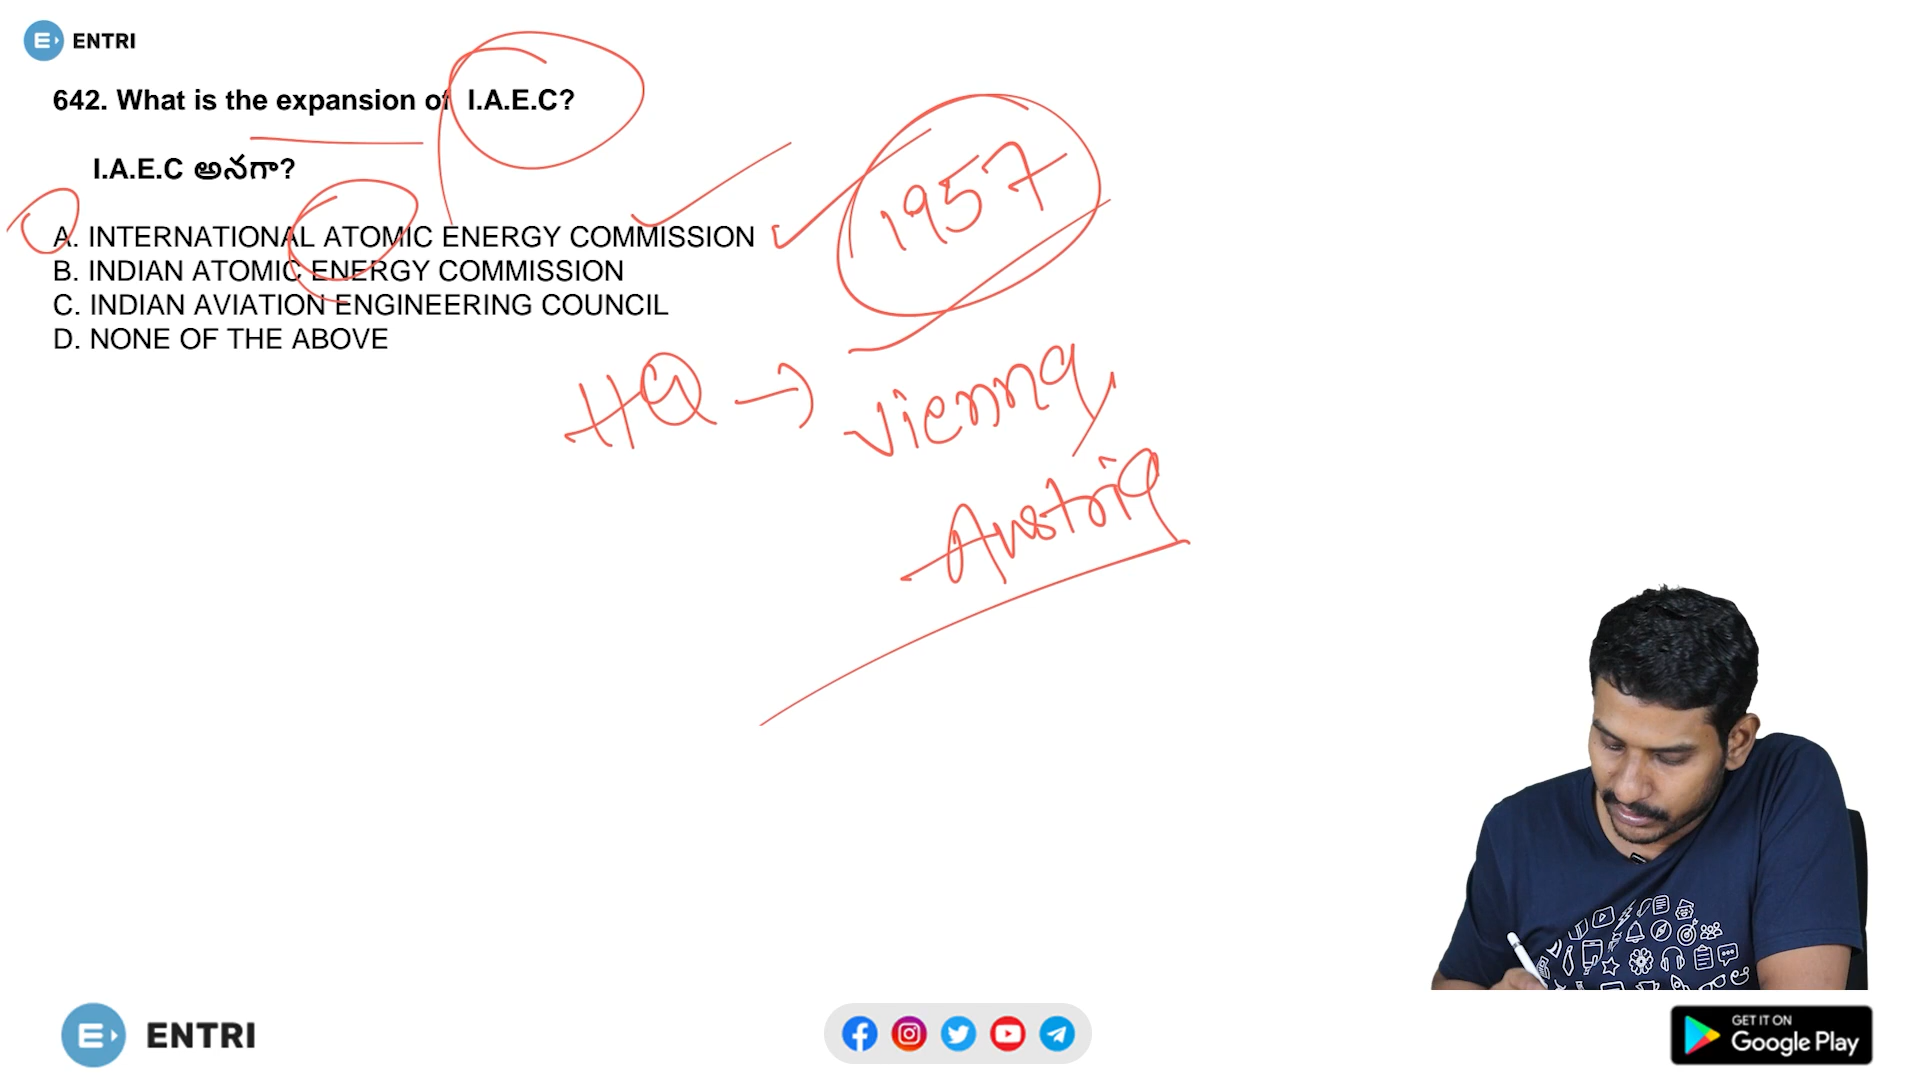 ENTRI
642. What is the expansion of I.A.E.C?
I.A.E.C అనగా?
A. INTERNATIONAL ATOMIC ENERGY COMMISSION
B. INDIAN ATOMIC ENERGY COMMISSION
C. INDIAN AVIATION ENGINEERING COUNCIL
D. NONE OF THE ABOVE
1957
HQ → Vienna,
Austria
ENTRI
GET IT ON
Google Play